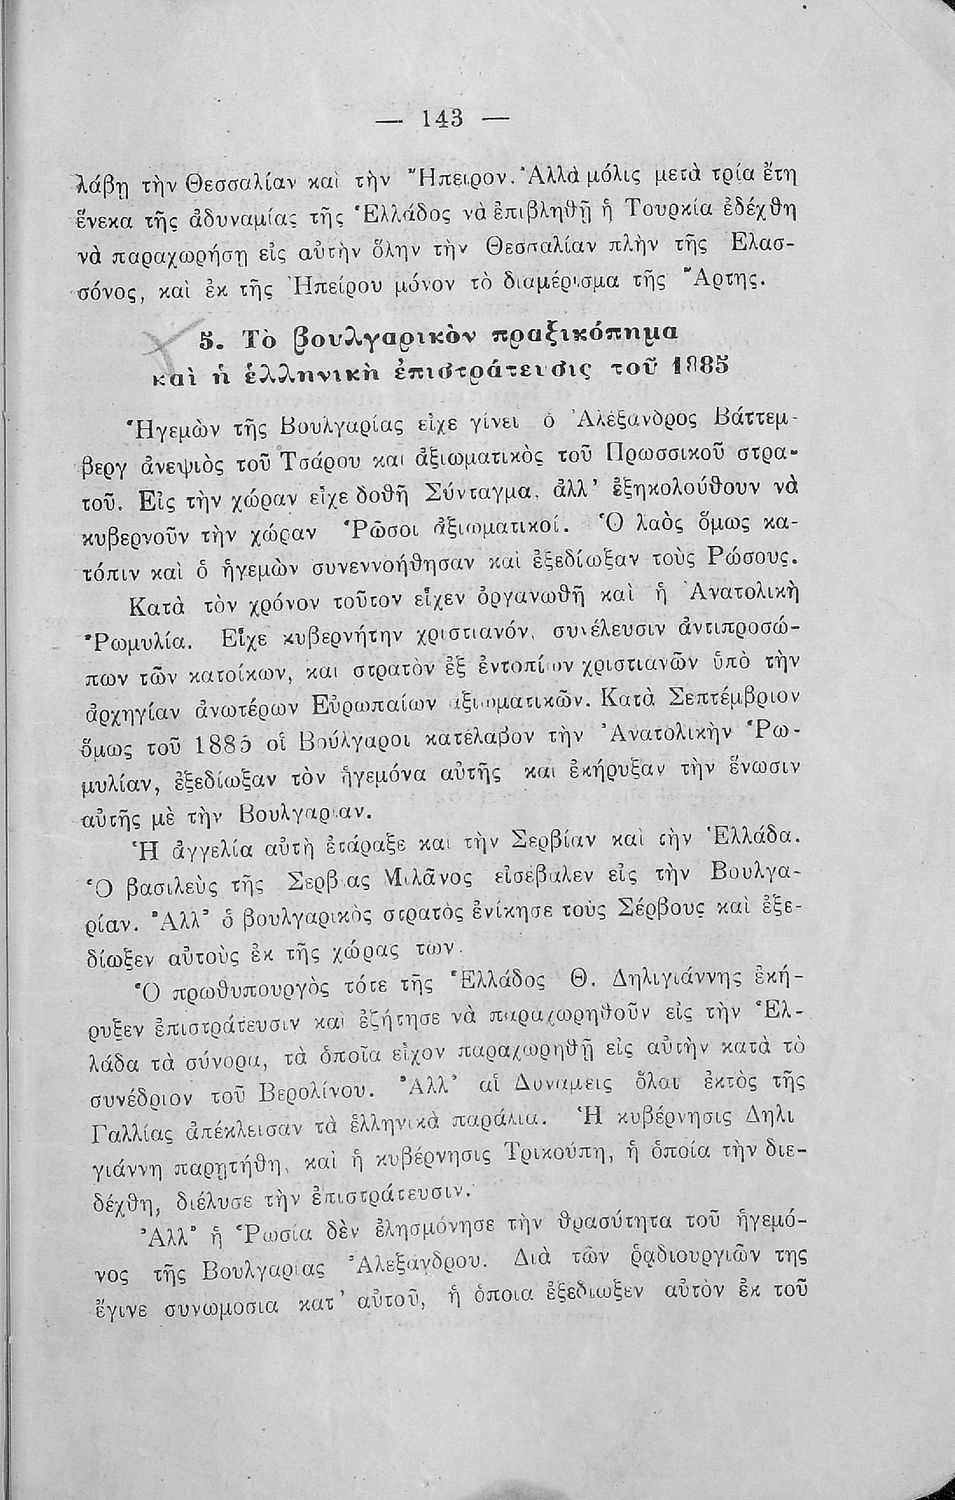 — 143 —
λάβῃ τὴν Θεσσαλίαν καὶ τὴν Ἤπειρον. Ἀλλὰ μόλις μετὰ τρία ἔτη
ἕνεκα τῆς ἀδυναμίας τῆς Ἑλλάδος νὰ ἐπιβληθῇ ἡ Τουρκία ἐδέχθη
νὰ παραχωρήσῃ εἰς αὐτὴν ὅλην τὴν Θεσσαλίαν πλὴν τῆς Ἐλασ-
σόνος, καὶ ἐκ τῆς Ἠπείρου μόνον τὸ διαμέρισμα τῆς Ἄρτης.
5. Τὸ βουλγαρικὸν πραξικόπημα
καὶ ἡ ἑλληνικὴ ἐπιστράτευσις τοῦ 1885
Ἡγεμὼν τῆς Βουλγαρίας εἶχε γίνει ὁ Ἀλέξανδρος Βάττεμ-
βεργ ἀνεψιὸς τοῦ Τσάρου καὶ ἀξιωματικὸς τοῦ Πρωσσικοῦ στρα-
τοῦ. Εἰς τὴν χώραν εἶχε δοθῆ Σύνταγμα, ἀλλ’ ἐξηκολούθουν νὰ
κυβερνοῦν τὴν χώραν Ῥῶσοι ἀξιωματικοί. Ὁ λαὸς ὅμως κα-
τόπιν καὶ ὁ ἡγεμὼν συνεννοήθησαν καὶ ἐξεδίωξαν τοὺς Ρώσους.
Κατὰ τὸν χρόνον τοῦτον εἶχεν ὀργανωθῆ καὶ ἡ Ἀνατολικὴ
Ῥωμυλία. Εἶχε κυβερνήτην χριστιανόν, συνέλευσιν ἀντιπροσώ-
πων τῶν κατοίκων, καὶ στρατὸν ἐξ ἐντοπίων χριστιανῶν ὑπὸ τὴν
ἀρχηγίαν ἀνωτέρων Εὐρωπαίων ἀξιωματικῶν. Κατὰ Σεπτέμβριον
ὅμως τοῦ 1885 οἱ Βούλγαροι κατέλαβον τὴν Ἀνατολικὴν Ῥω-
μυλίαν, ἐξεδίωξαν τὸν ἡγεμόνα αὐτῆς καὶ ἐκήρυξαν τὴν ἕνωσιν
αὐτῆς μὲ τὴν Βουλγαρίαν.
Ἡ ἀγγελία αὐτὴ ἐτάραξε καὶ τὴν Σερβίαν καὶ τὴν Ἑλλάδα.
Ὁ βασιλεὺς τῆς Σερβίας Μιλᾶνος εἰσέβαλεν εἰς τὴν Βουλγα-
ρίαν. Ἀλλ’ ὁ βουλγαρικὸς στρατὸς ἐνίκησε τοὺς Σέρβους καὶ ἐξε-
δίωξεν αὐτοὺς ἐκ τῆς χώρας των.
Ὁ πρωθυπουργὸς τότε τῆς Ἑλλάδος Θ. Δηλιγιάννης ἐκή-
ρυξεν ἐπιστράτευσιν καὶ ἐζήτησε νὰ παραχωρηθοῦν εἰς τὴν Ἑλ-
λάδα τὰ σύνορα, τὰ ὁποῖα εἶχον παραχωρηθῇ εἰς αὐτὴν κατὰ τὸ
συνέδριον τοῦ Βερολίνου. Ἀλλ’ αἱ Δυνάμεις ὅλαι ἐκτὸς τῆς
Γαλλίας ἀπέκλεισαν τὰ ἑλληνικὰ παράλια. Ἡ κυβέρνησις Δηλι
γιάννη παρῃτήθη, καὶ ἡ κυβέρνησις Τρικούπη, ἡ ὁποία τὴν διε-
δέχθη, διέλυσε τὴν ἐπιστράτευσιν.
Ἀλλ’ ἡ Ῥωσία δὲν ἐλησμόνησε τὴν θρασύτητα τοῦ ἡγεμό-
νος τῆς Βουλγαρίας Ἀλεξάνδρου. Διὰ τῶν ῥᾳδιουργιῶν της
ἔγινε συνωμοσία κατ’ αὐτοῦ, ἡ ὁποία ἐξεδίωξεν αὐτὸν ἐκ τοῦ